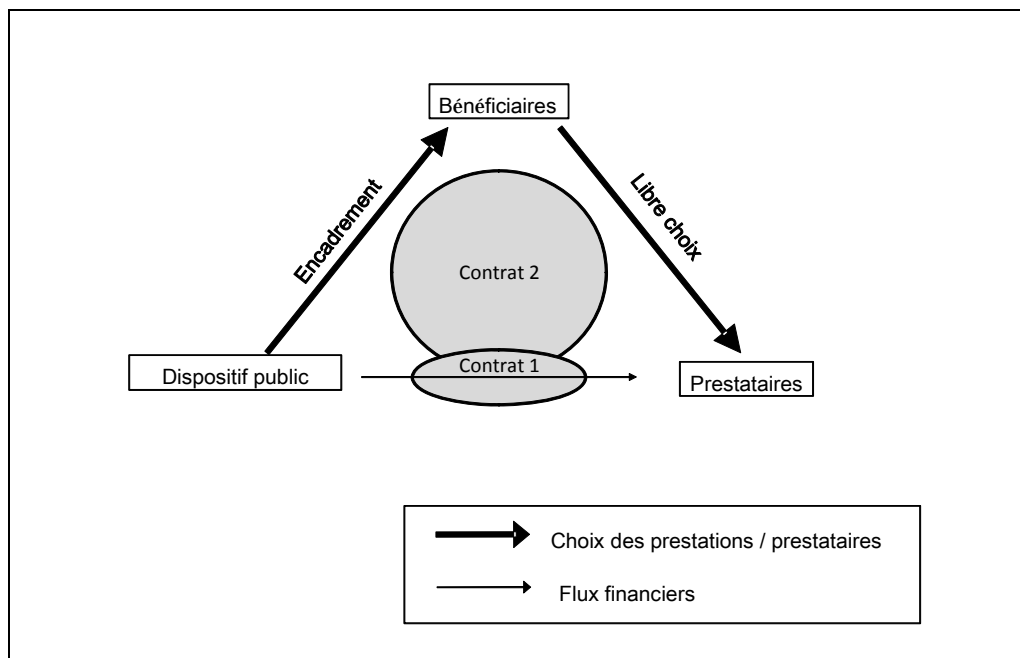 Bénéficiaires
Encadrement
Libre choix
Contrat 2
Contrat 1
Dispositif public
Prestataires
Choix des prestations / prestataires
Flux financiers